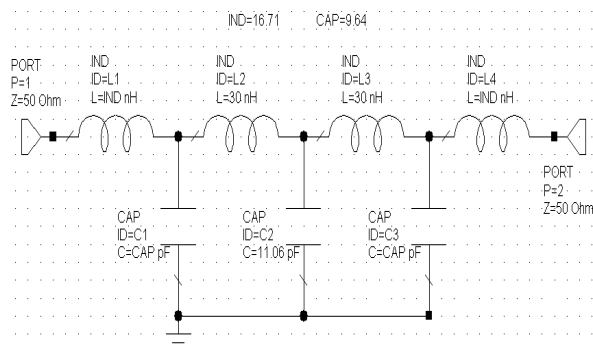 IND=16.71 CAP=9.64
PORT
P=1
Z=50 Ohm
IND
ID=L1
L=IND nH
IND
ID=L2
L=30 nH
IND
ID=L3
L=30 nH
IND
ID=L4
L=IND nH
PORT
P=2
Z=50 Ohm
CAP
ID=C1
C=CAP pF
CAP
ID=C2
C=11.06 pF
CAP
ID=C3
C=CAP pF